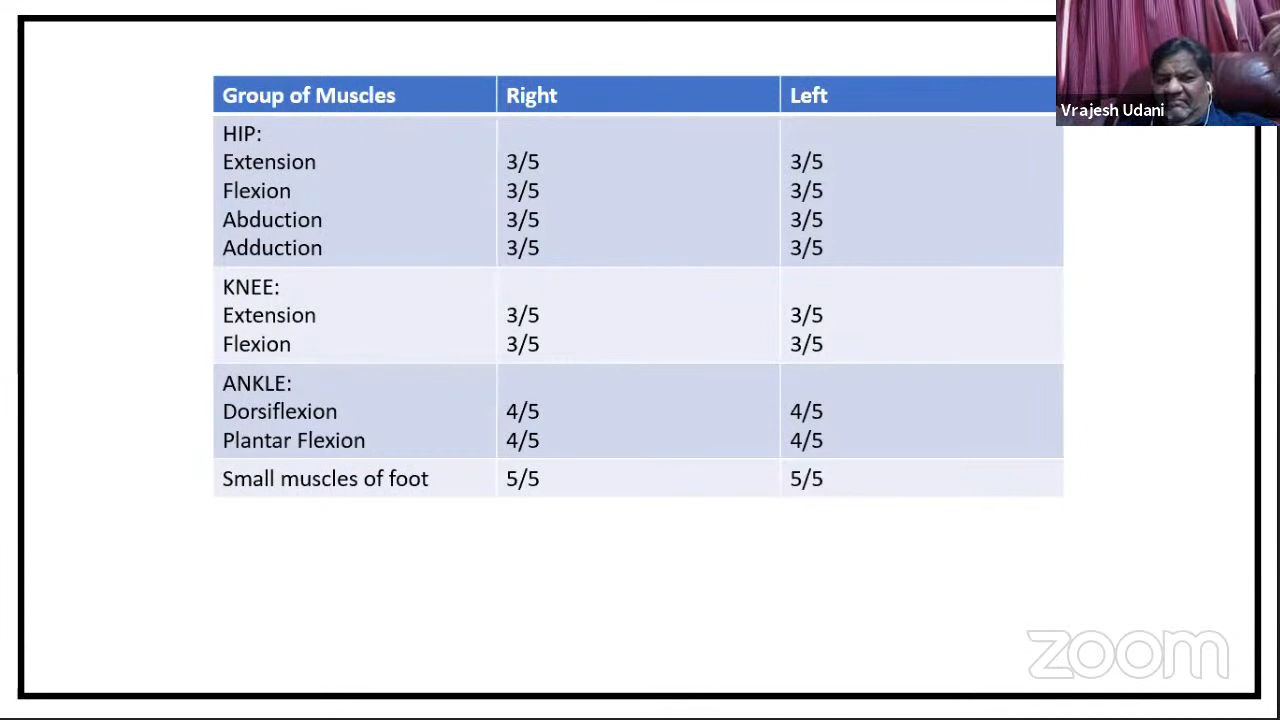 Group of Muscles Right Left
HIP:
Extension 3/5 3/5
Flexion 3/5 3/5
Abduction 3/5 3/5
Adduction 3/5 3/5
KNEE:
Extension 3/5 3/5
Flexion 3/5 3/5
ANKLE:
Dorsiflexion 4/5 4/5
Plantar Flexion 4/5 4/5
Small muscles of foot 5/5 5/5
Vrajesh Udani
zoom